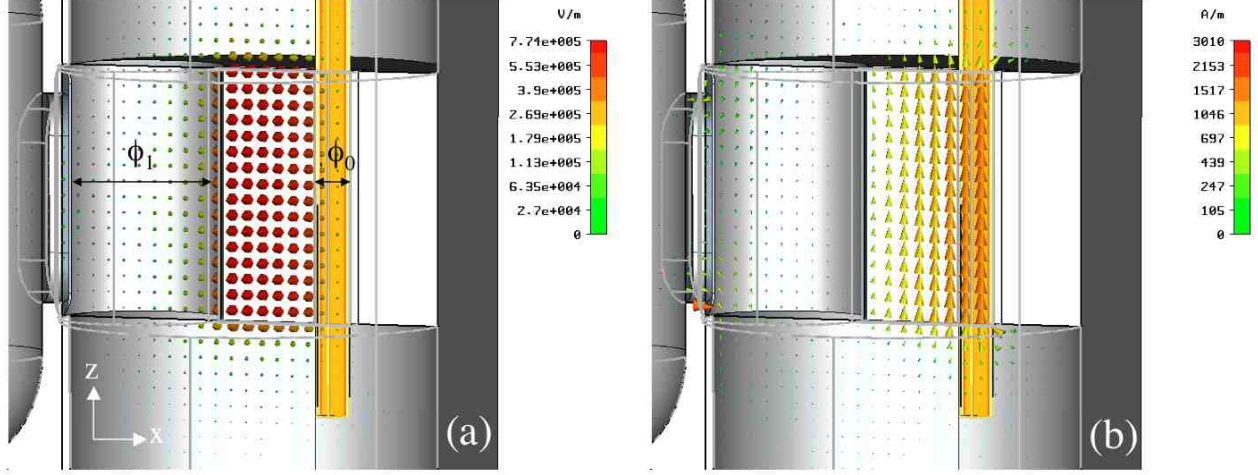 V/m
7.74e+005
5.53e+005
3.9e+005
2.69e+005
1.79e+005
1.13e+005
6.35e+004
2.7e+004
0
ϕ1
ϕ0
z
x
(a)
A/m
3010
2153
1517
1046
697
439
247
105
0
(b)